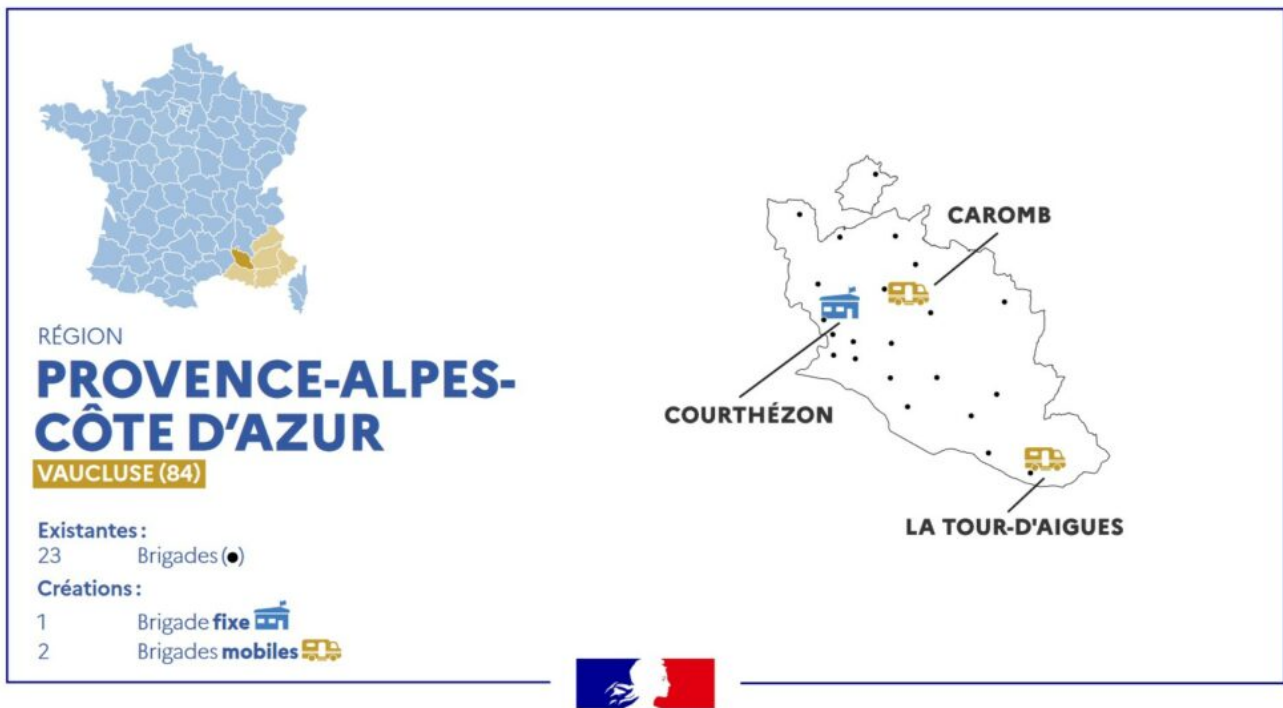 RÉGION
PROVENCE-ALPES-
CÔTE D'AZUR
VAUCLUSE (84)
Existantes :
23 Brigades (●)
Créations :
1 Brigade fixe
2 Brigades mobiles
CAROMB
COURTHÉZON
LA TOUR-D'AIGUES